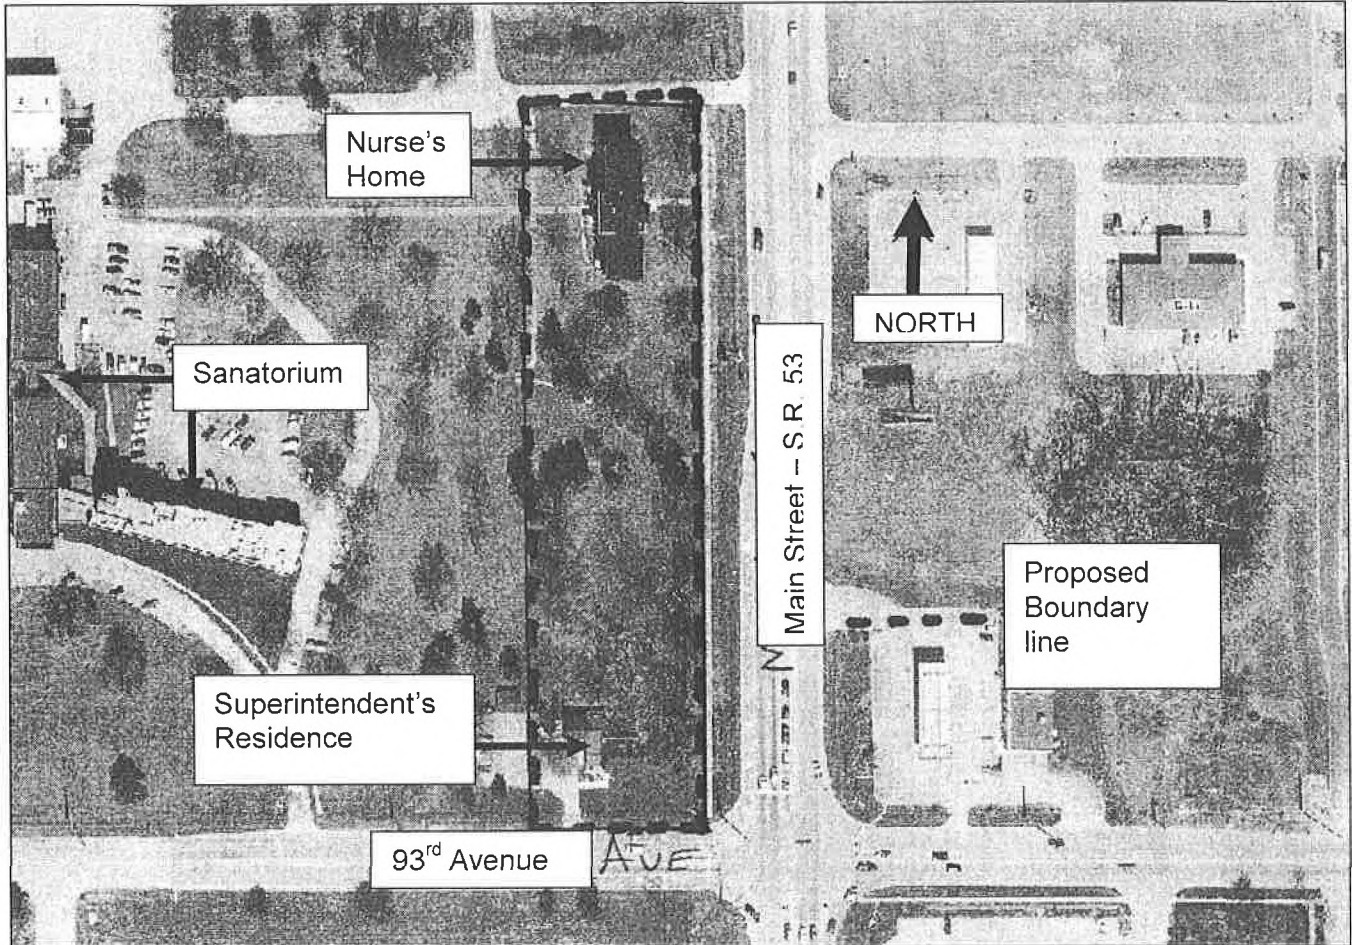 Nurse's
Home
NORTH
Sanatorium
Main Street – S.R. 53
Proposed
Boundary
line
Superintendent's
Residence
93rd Avenue
AVE